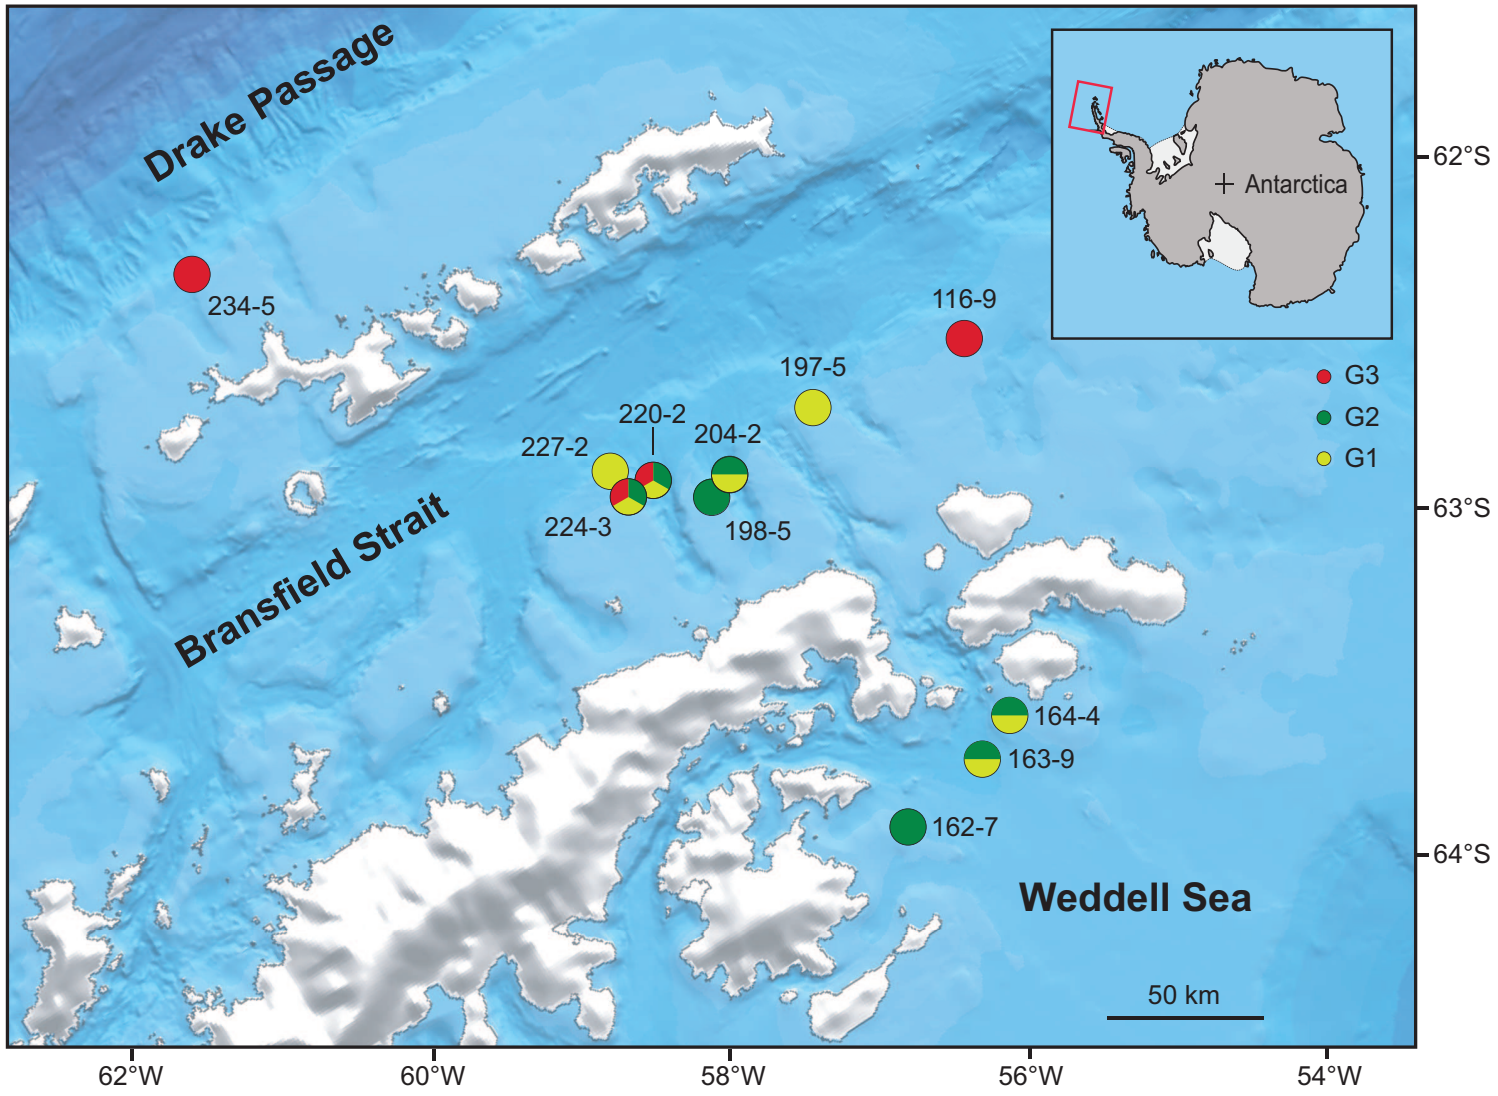 Drake Passage
Antarctica
62°S
234-5
116-9
197-5
G3
220-2
G2
227-2
204-2
G1
224-3
198-5
63°S
Bransfield Strait
164-4
163-9
162-7
64°S
Weddell Sea
50 km
62°W
60°W
58°W
56°W
54°W